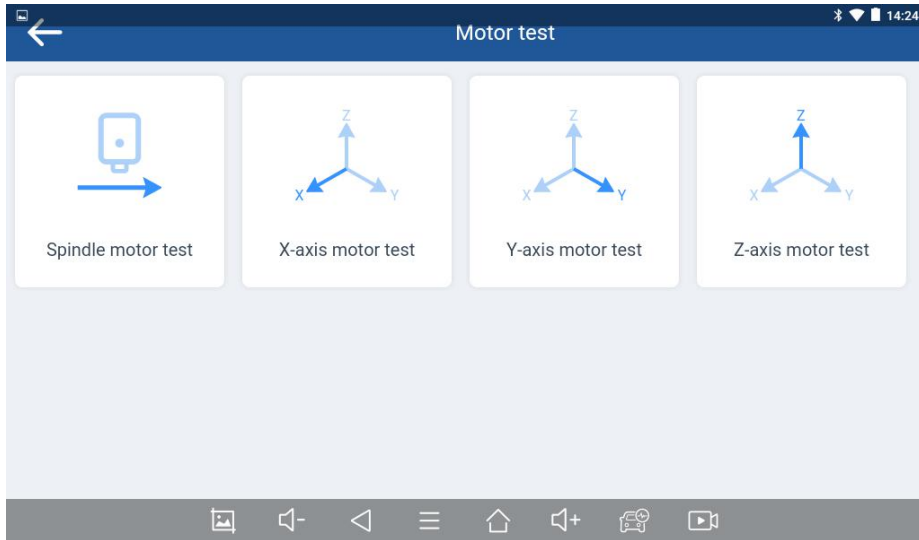 14:24
Motor test
Z
X
Y
Z
X
Y
Z
X
Y
Spindle motor test
X-axis motor test
Y-axis motor test
Z-axis motor test